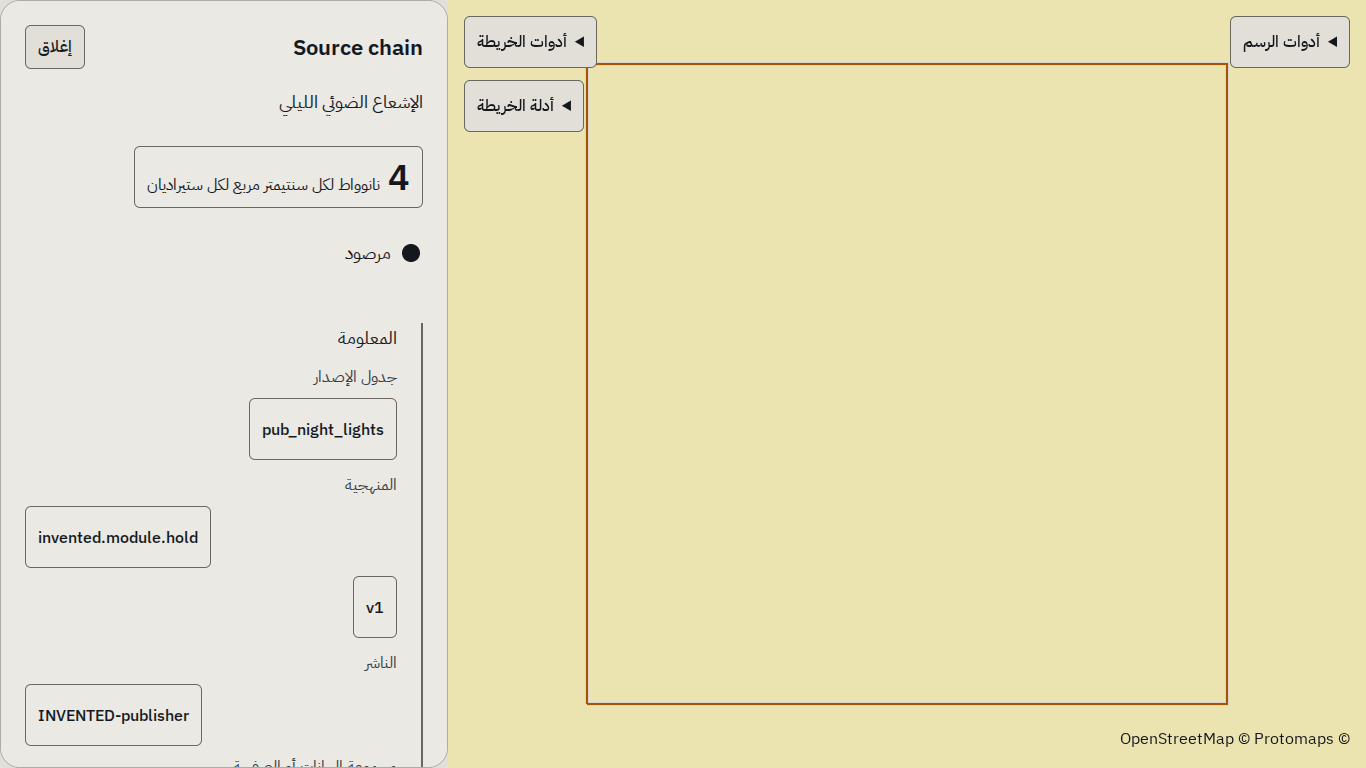 Source chain
إغلاق
الإشعاع الضوئي الليلي
4 نانوواط لكل سنتيمتر مربع لكل ستيراديان
مرصود
المعلومة
جدول الإصدار
pub_night_lights
المنهجية
invented.module.hold
v1
الناشر
INVENTED-publisher
أدوات الرسم
أدوات الخريطة
أدلة الخريطة
OpenStreetMap © Protomaps ©